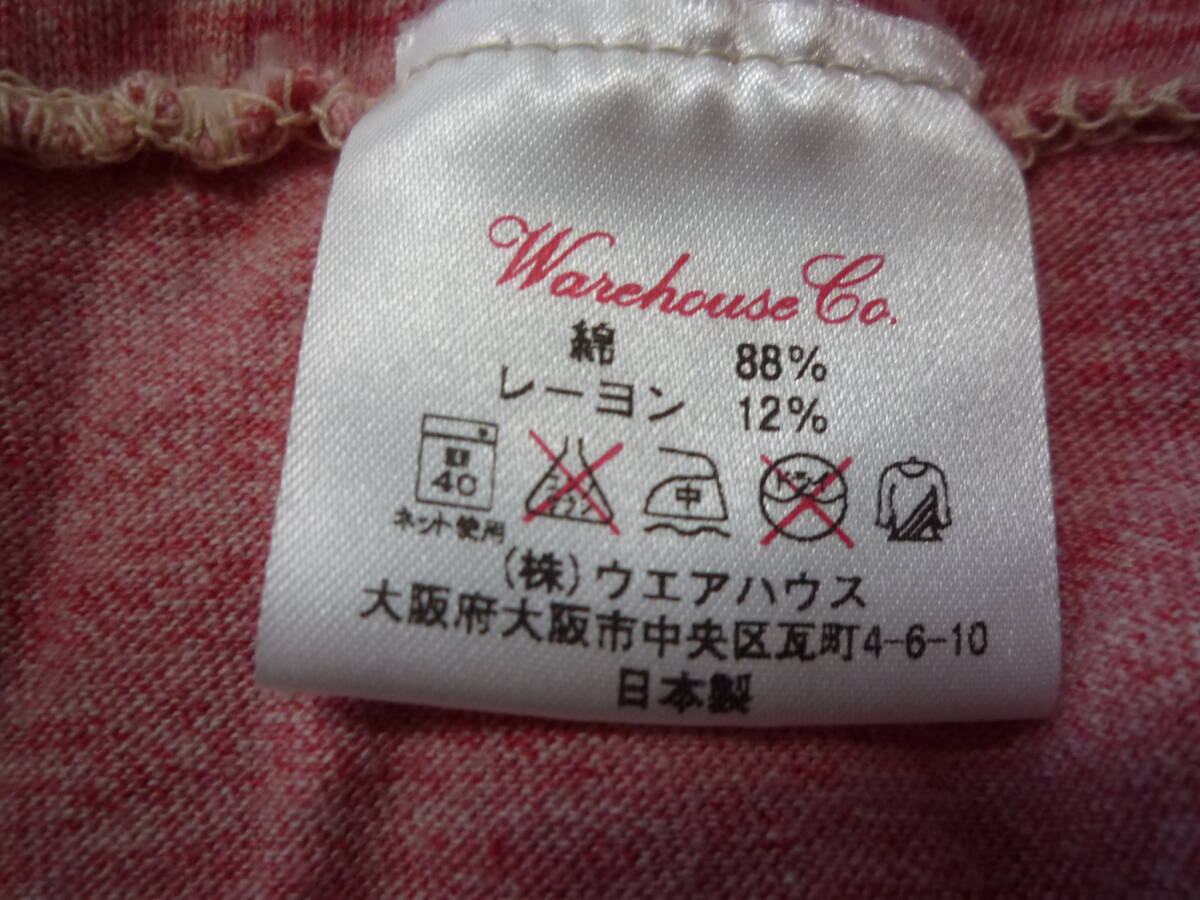 Warehouse Co.
綿 88%
レーヨン 12%
40 中 ドライ
ネット使用
(株)ウエアハウス
大阪府大阪市中央区瓦町4-6-10
日本製